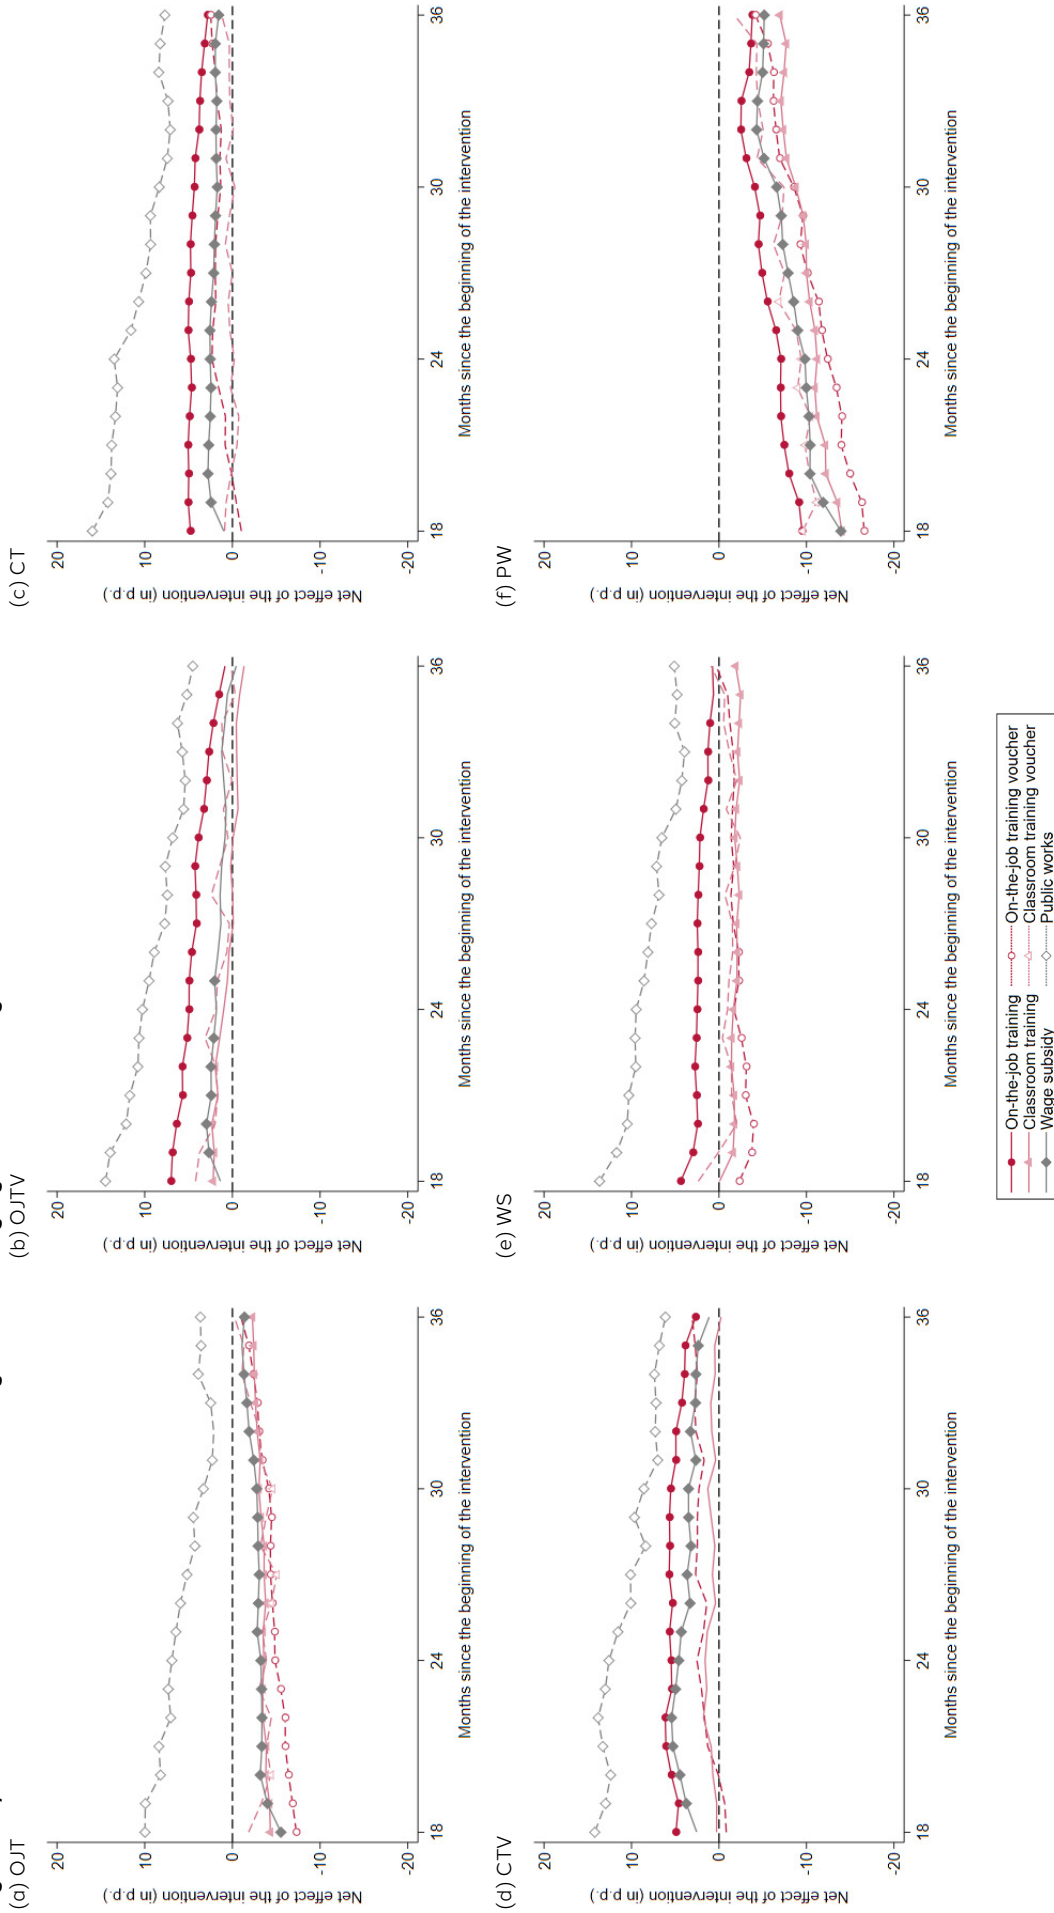 (a) OJT
Net effect of the intervention (in p.p.)
20
10
0
-10
-20
18
24
30
36
Months since the beginning of the intervention
(b) OJTV
Net effect of the intervention (in p.p.)
20
10
0
-10
-20
18
24
30
36
Months since the beginning of the intervention
(c) CT
Net effect of the intervention (in p.p.)
20
10
0
-10
-20
18
24
30
36
Months since the beginning of the intervention
(d) CTV
Net effect of the intervention (in p.p.)
20
10
0
-10
-20
18
24
30
36
Months since the beginning of the intervention
(e) WS
Net effect of the intervention (in p.p.)
20
10
0
-10
-20
18
24
30
36
Months since the beginning of the intervention
(f) PW
Net effect of the intervention (in p.p.)
20
10
0
-10
-20
18
24
30
36
Months since the beginning of the intervention
On-the-job training
On-the-job training voucher
Classroom training
Classroom training voucher
Wage subsidy
Public works